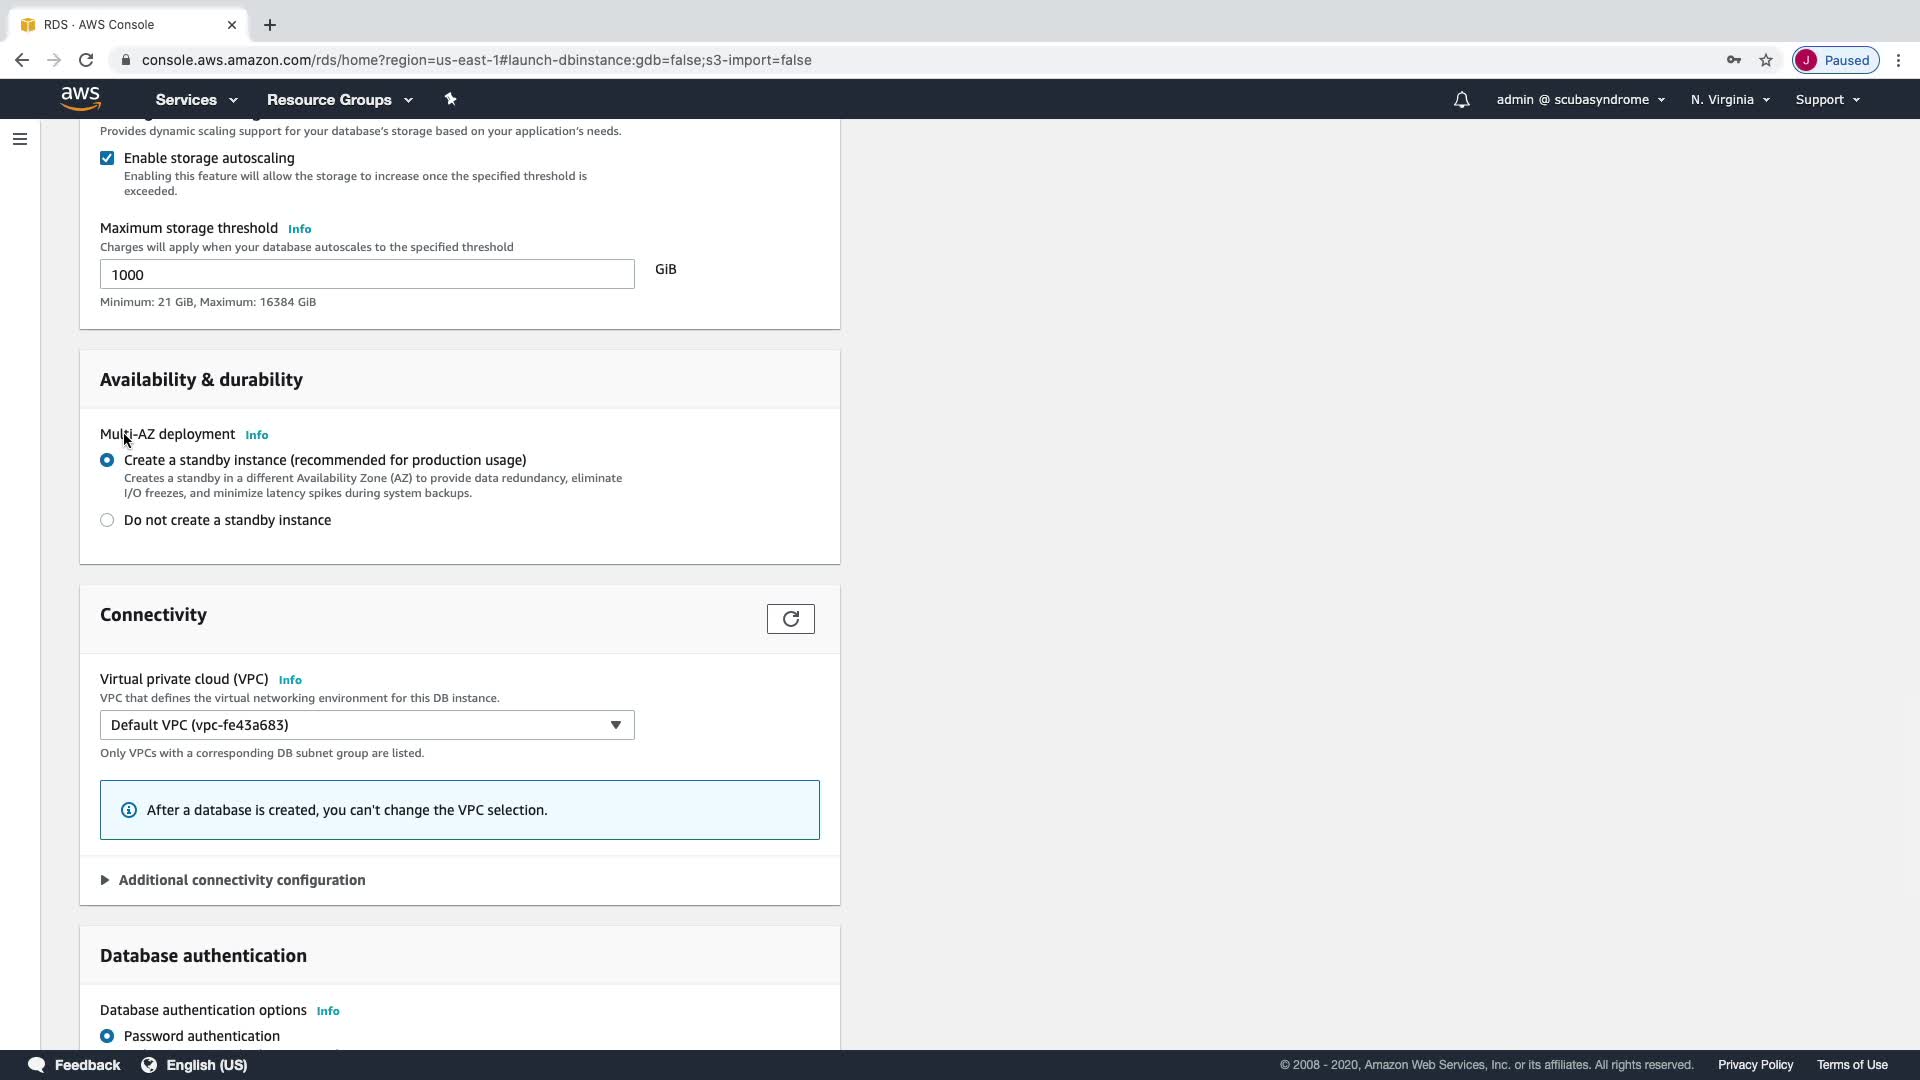 RDS · AWS Console
console.aws.amazon.com/rds/home?region=us-east-1#launch-dbinstance:gdb=false;s3-import=false
J Paused
aws Services Resource Groups admin @ scubasyndrome N. Virginia Support
Provides dynamic scaling support for your database's storage based on your application's needs.
Enable storage autoscaling
Enabling this feature will allow the storage to increase once the specified threshold is
exceeded.
Maximum storage threshold Info
Charges will apply when your database autoscales to the specified threshold
1000 GiB
Minimum: 21 GiB, Maximum: 16384 GiB
Availability & durability
Multi-AZ deployment Info
Create a standby instance (recommended for production usage)
Creates a standby in a different Availability Zone (AZ) to provide data redundancy, eliminate
I/O freezes, and minimize latency spikes during system backups.
Do not create a standby instance
Connectivity
Virtual private cloud (VPC) Info
VPC that defines the virtual networking environment for this DB instance.
Default VPC (vpc-fe43a683)
Only VPCs with a corresponding DB subnet group are listed.
After a database is created, you can't change the VPC selection.
Additional connectivity configuration
Database authentication
Database authentication options Info
Password authentication
Feedback English (US) © 2008 - 2020, Amazon Web Services, Inc. or its affiliates. All rights reserved. Privacy Policy Terms of Use